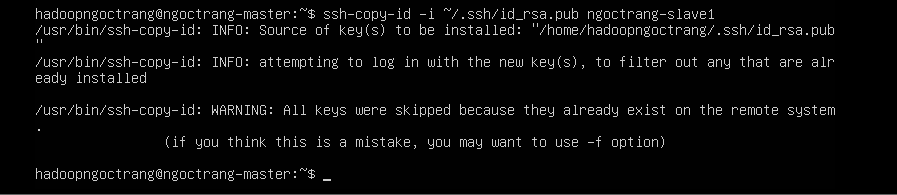 hadoopngoctrang@ngoctrang-master:~$ ssh-copy-id -i ~/.ssh/id_rsa.pub ngoctrang-slave1
/usr/bin/ssh-copy-id: INFO: Source of key(s) to be installed: "/home/hadoopngoctrang/.ssh/id_rsa.pub
"
/usr/bin/ssh-copy-id: INFO: attempting to log in with the new key(s), to filter out any that are alr
eady installed
/usr/bin/ssh-copy-id: WARNING: All keys were skipped because they already exist on the remote system
.
(if you think this is a mistake, you may want to use -f option)
hadoopngoctrang@ngoctrang-master:~$ _